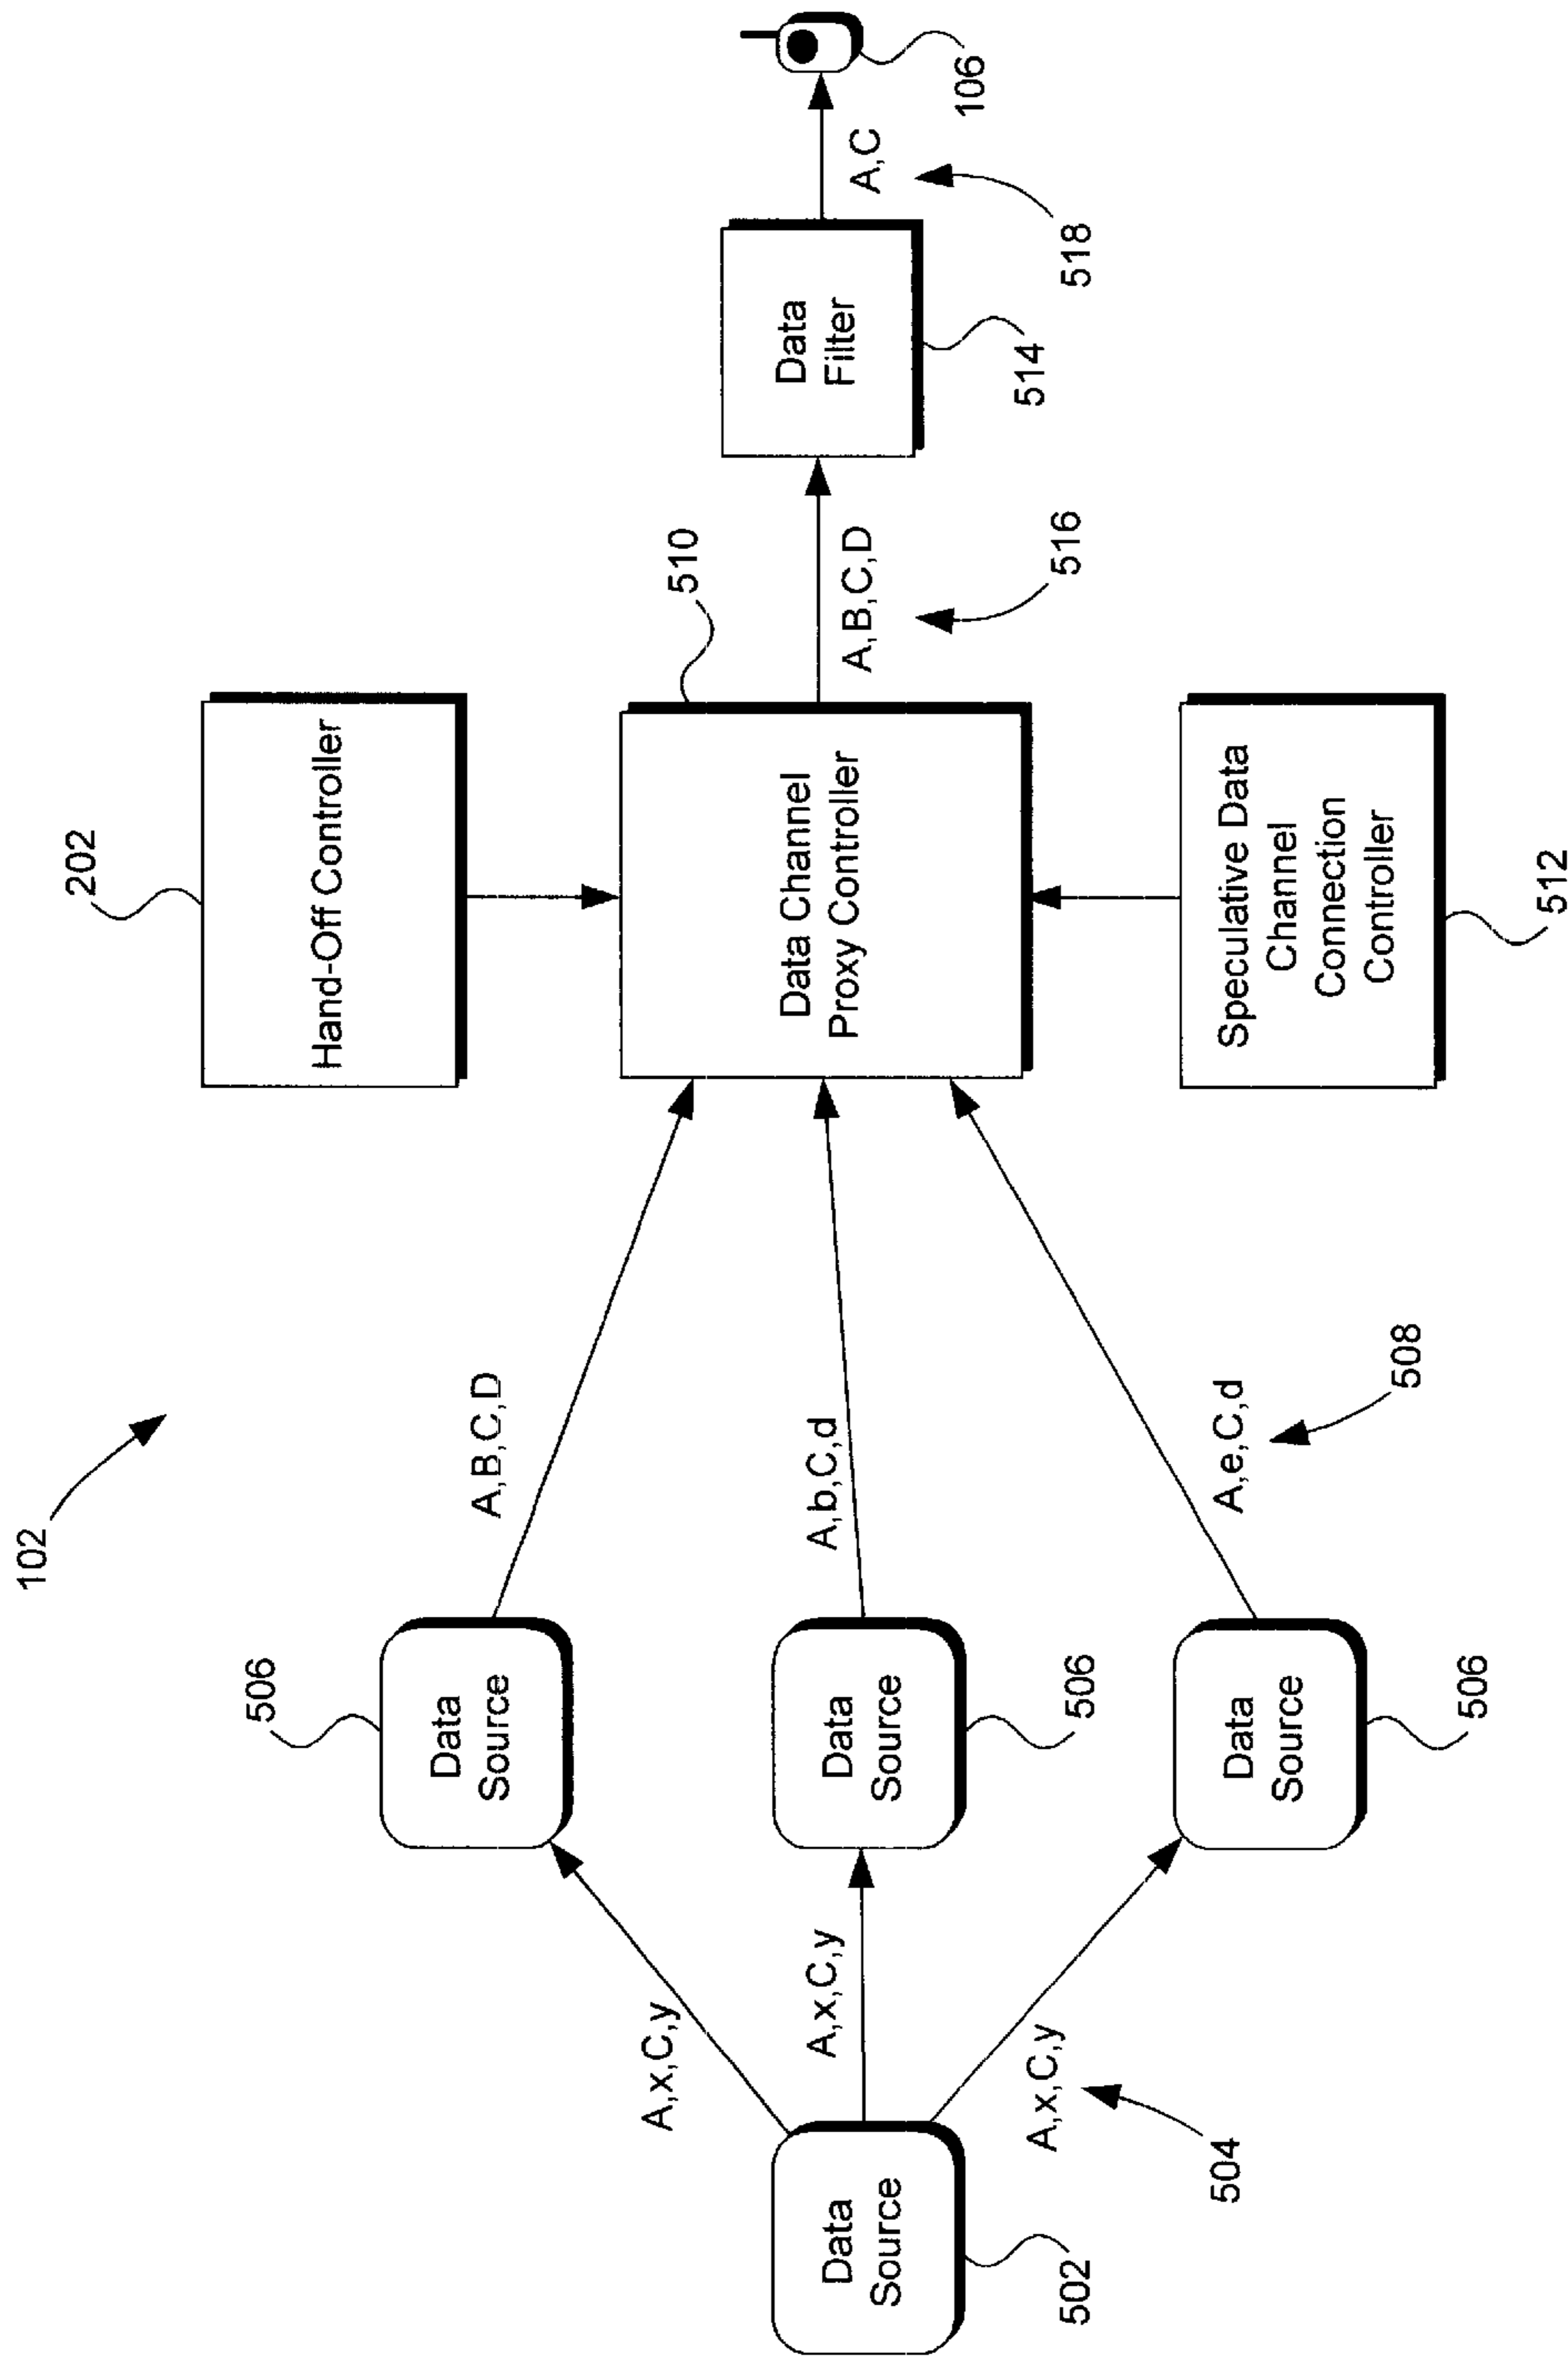 102
202
Hand-Off Controller
506
Data
Source
A,B,C,D
510
A,x,C,y
Data Channel
Proxy Controller
Data
Source
502
A,x,C,y
Data
Source
506
A,b,C,d
A,B,C,D
516
Data
Filter
514
A,C
518
106
A,x,C,y
504
Data
Source
506
A,e,C,d
508
Speculative Data
Channel
Connection
Controller
512